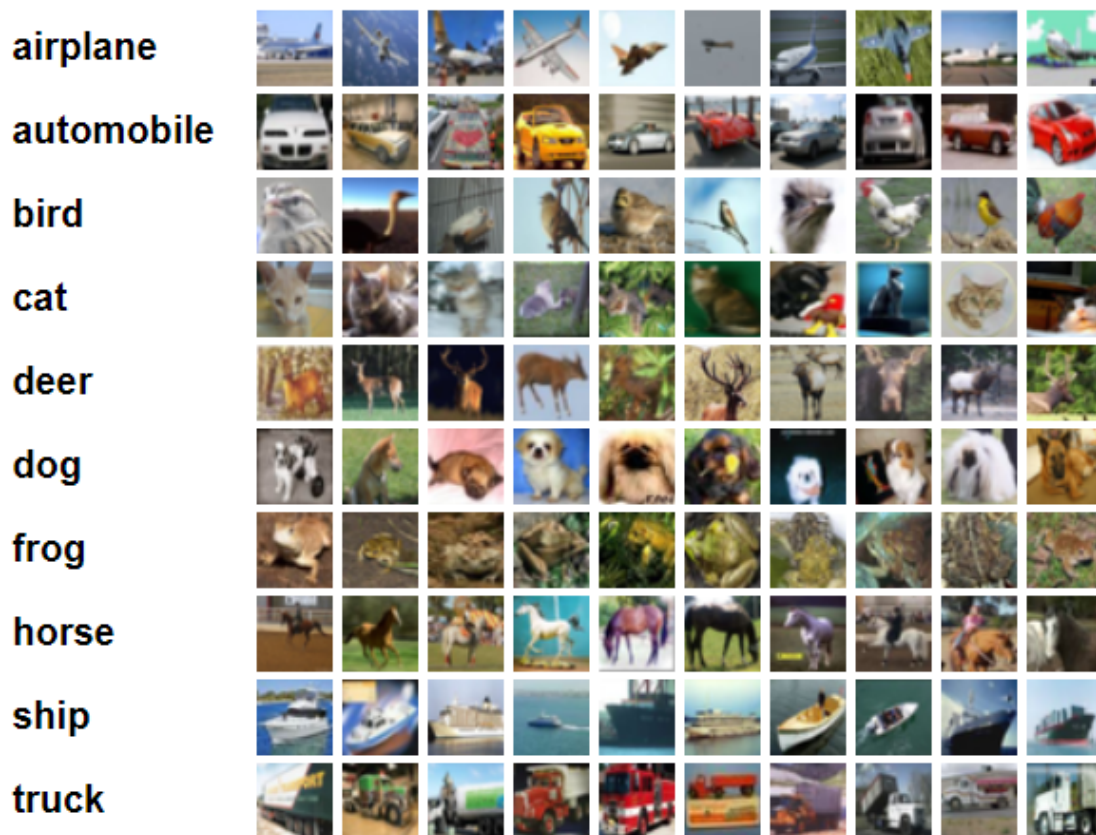 airplane
automobile
bird
cat
deer
dog
frog
horse
ship
truck